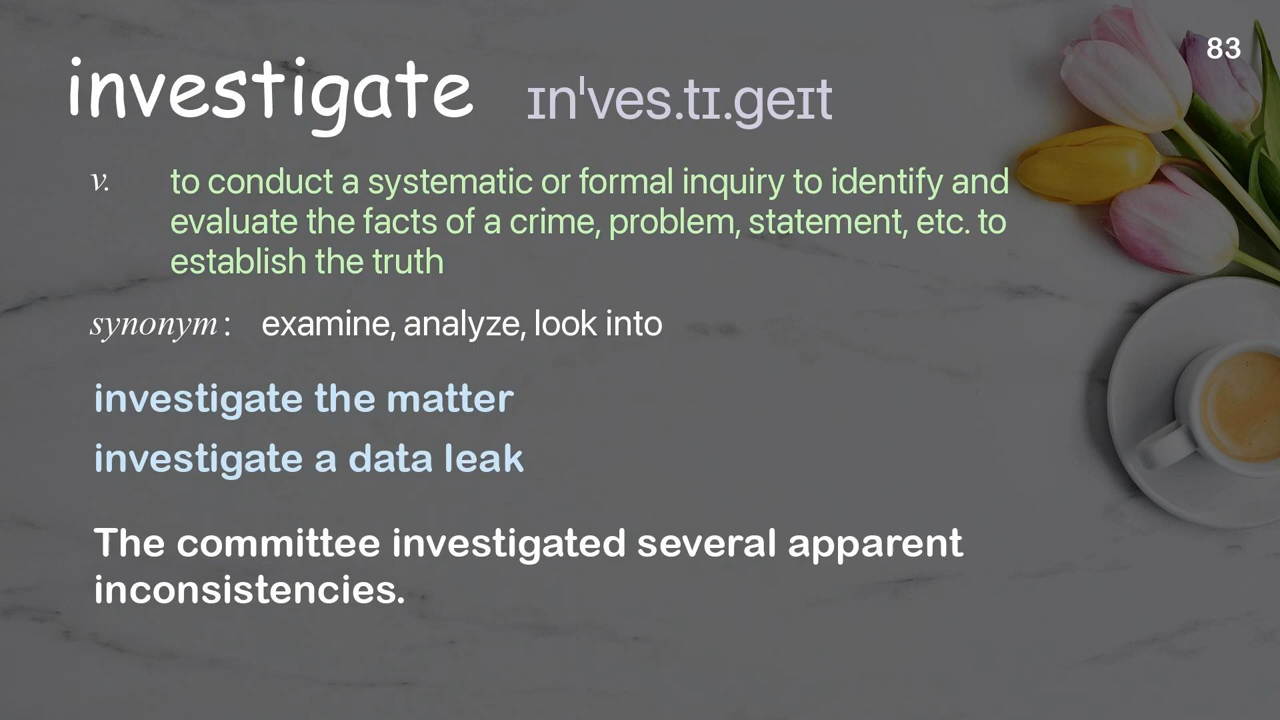 83
investigate ɪnˈves.tɪ.ɡeɪt
v. to conduct a systematic or formal inquiry to identify and
evaluate the facts of a crime, problem, statement, etc. to
establish the truth
synonym: examine, analyze, look into
investigate the matter
investigate a data leak
The committee investigated several apparent
inconsistencies.